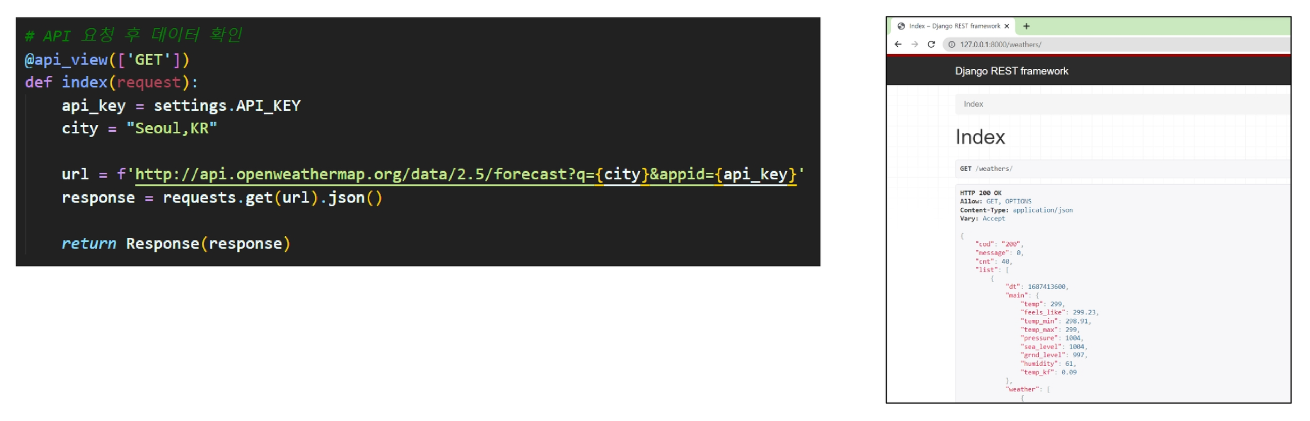 # API 요청 후 데이터 확인
@api_view(['GET'])
def index(request):
    api_key = settings.API_KEY
    city = "Seoul,KR"
    url = f'http://api.openweathermap.org/data/2.5/forecast?q={city}&appid={api_key}'
    response = requests.get(url).json()
    return Response(response)
Index – Django REST framework
127.0.0.1:8000/weathers/
Django REST framework
Index
Index
GET /weathers/
HTTP 200 OK
Allow: GET, OPTIONS
Content-Type: application/json
Vary: Accept
{
    "cod": "200",
    "message": 0,
    "cnt": 40,
    "list": [
        {
            "dt": 1687413600,
            "main": {
                "temp": 299,
                "feels_like": 299.23,
                "temp_min": 298.91,
                "temp_max": 299,
                "pressure": 1004,
                "sea_level": 1004,
                "grnd_level": 997,
                "humidity": 61,
                "temp_kf": 0.09
            },
            "weather": [
                {